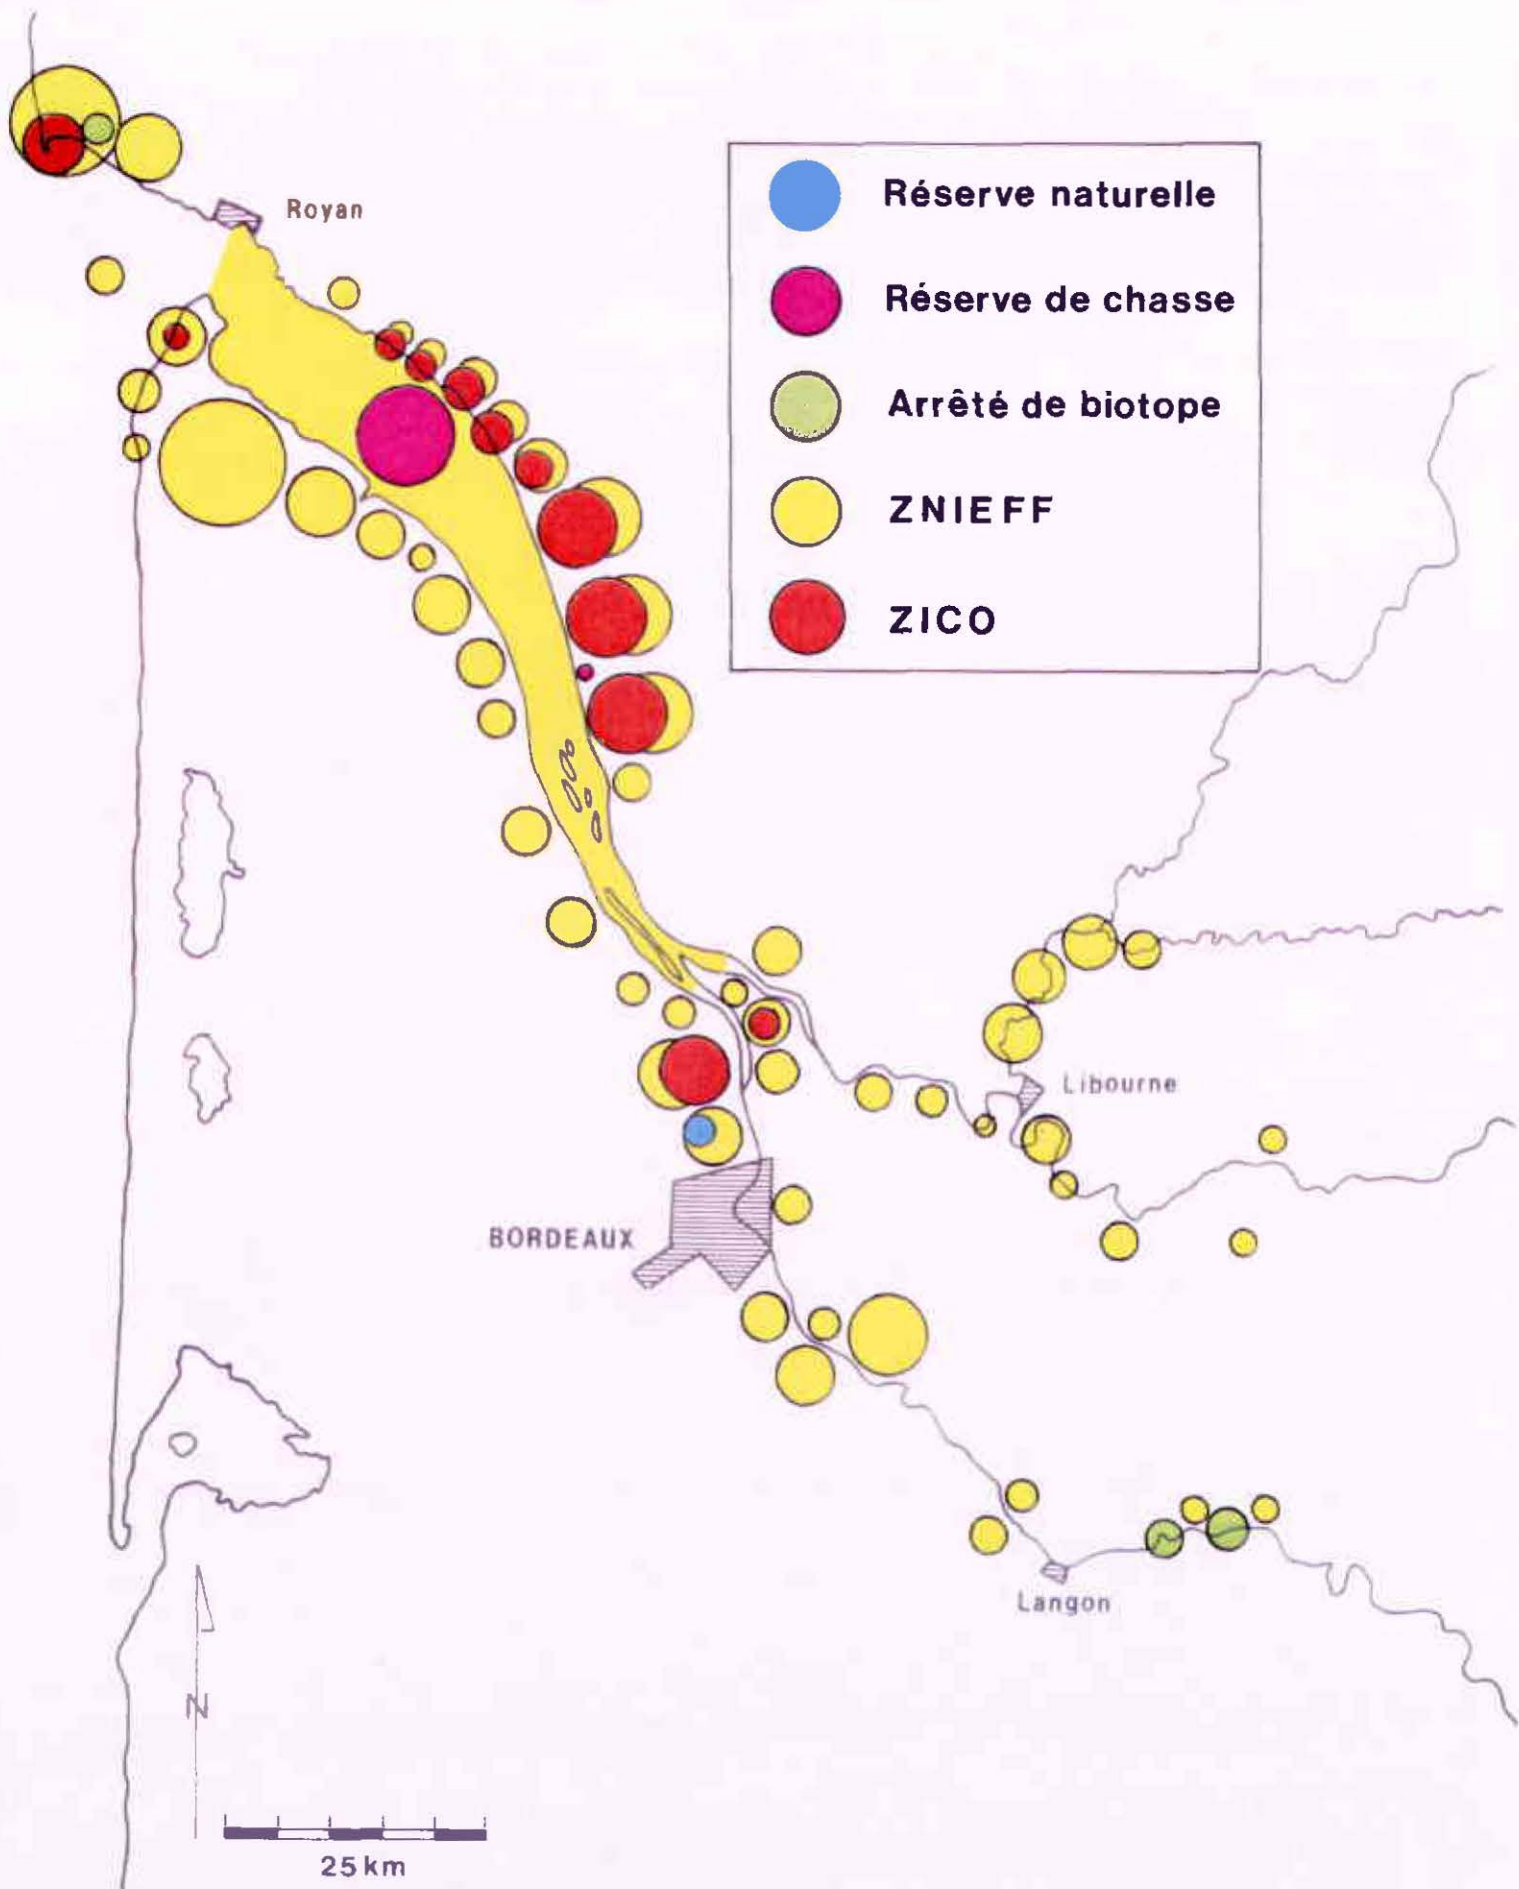 Royan
Réserve naturelle
Réserve de chasse
Arrêté de biotope
ZNIEFF
ZICO
Libourne
BORDEAUX
Langon
N
25 km